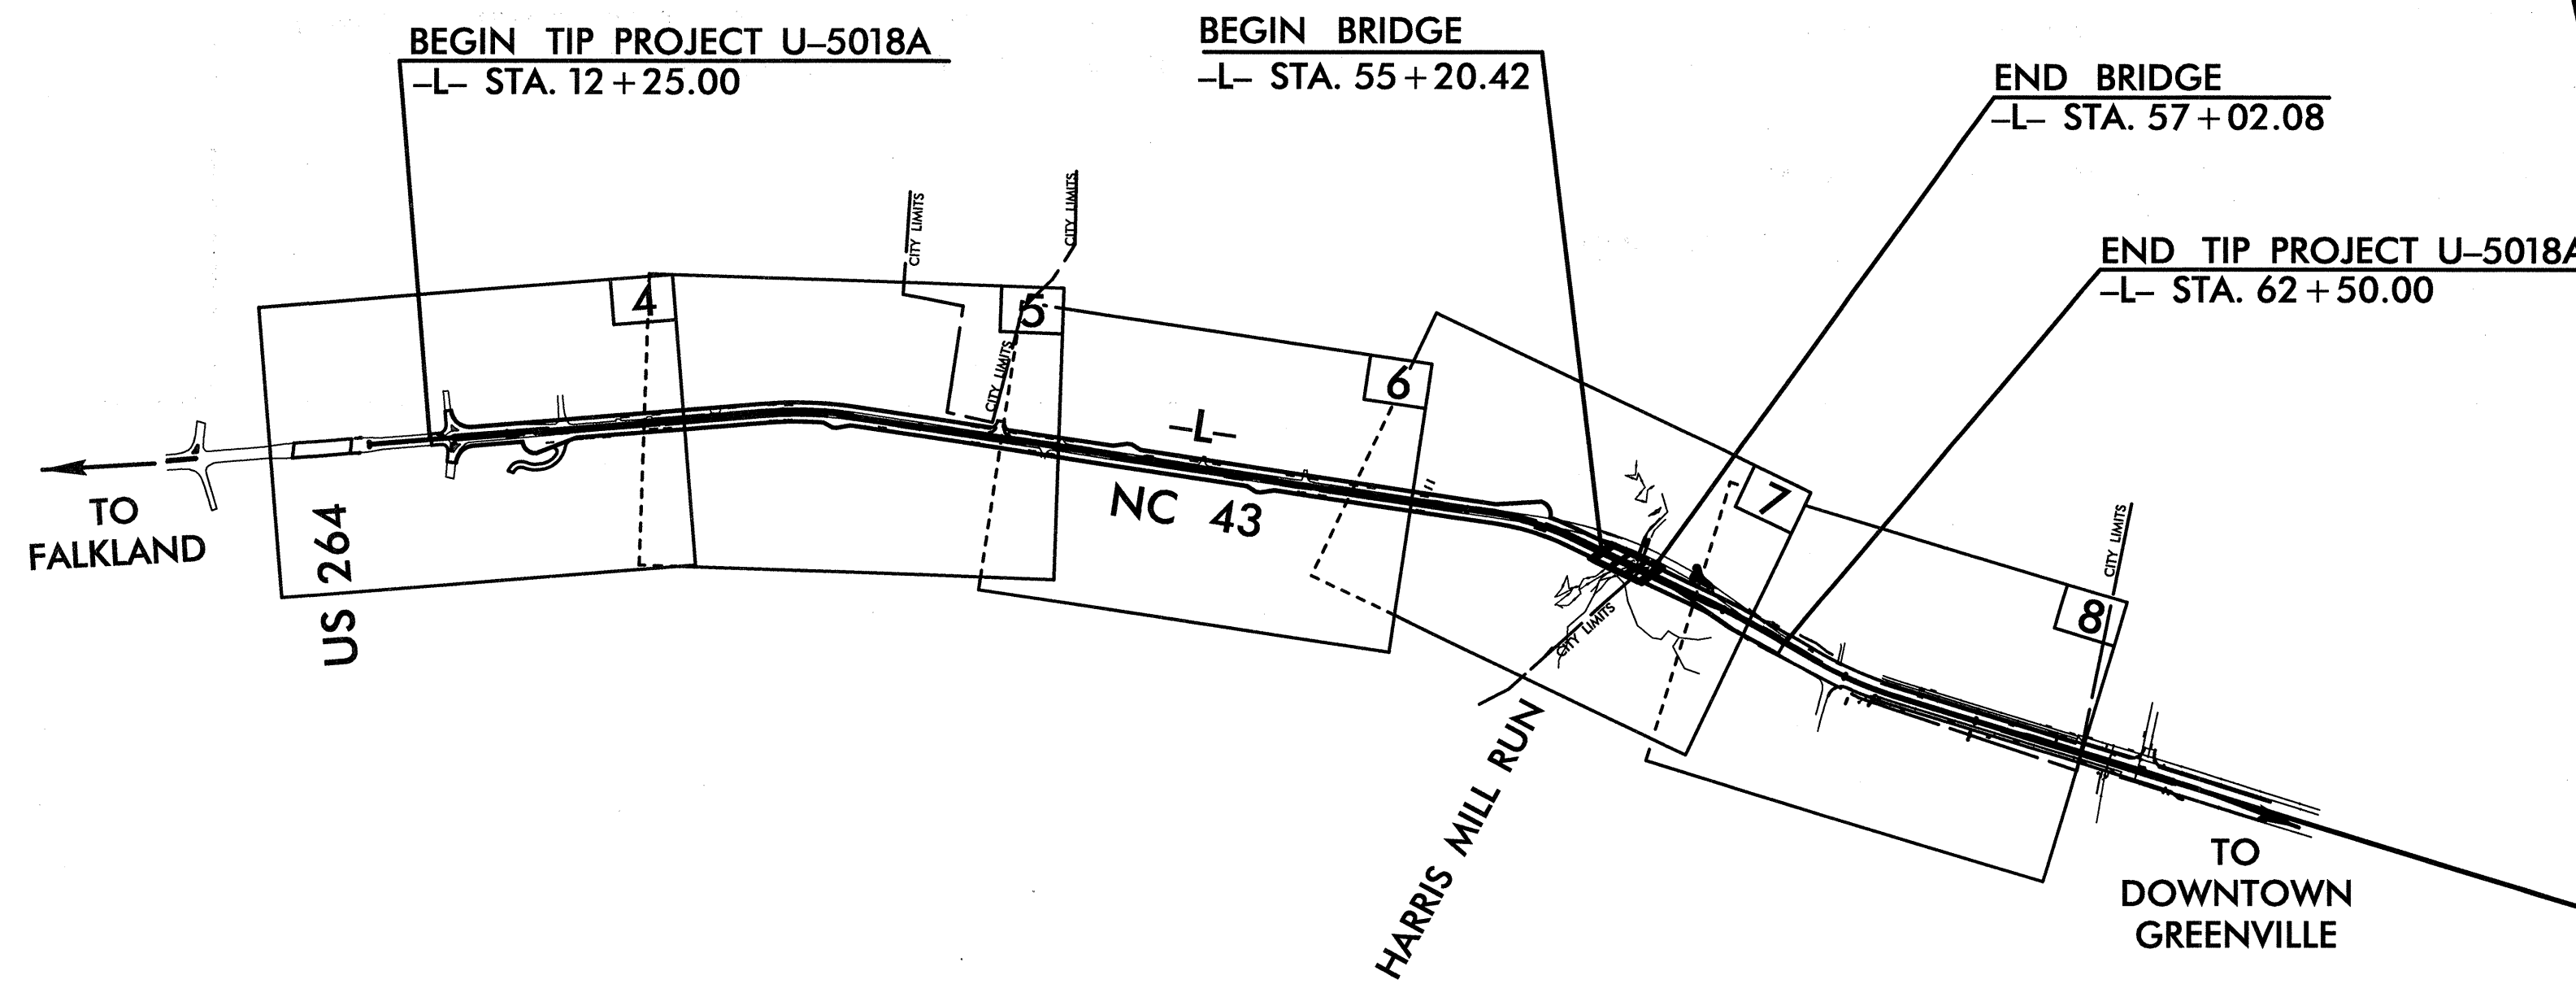 BEGIN TIP PROJECT U–5018A
–L– STA. 12+25.00
BEGIN BRIDGE
–L– STA. 55+20.42
END BRIDGE
–L– STA. 57+02.08
END TIP PROJECT U–5018A
–L– STA. 62+50.00
CITY LIMITS
CITY LIMITS
CITY LIMITS
4
5
6
7
8
–L–
NC 43
US 264
TO
FALKLAND
CITY LIMITS
CITY LIMITS
HARRIS MILL RUN
TO
DOWNTOWN
GREENVILLE